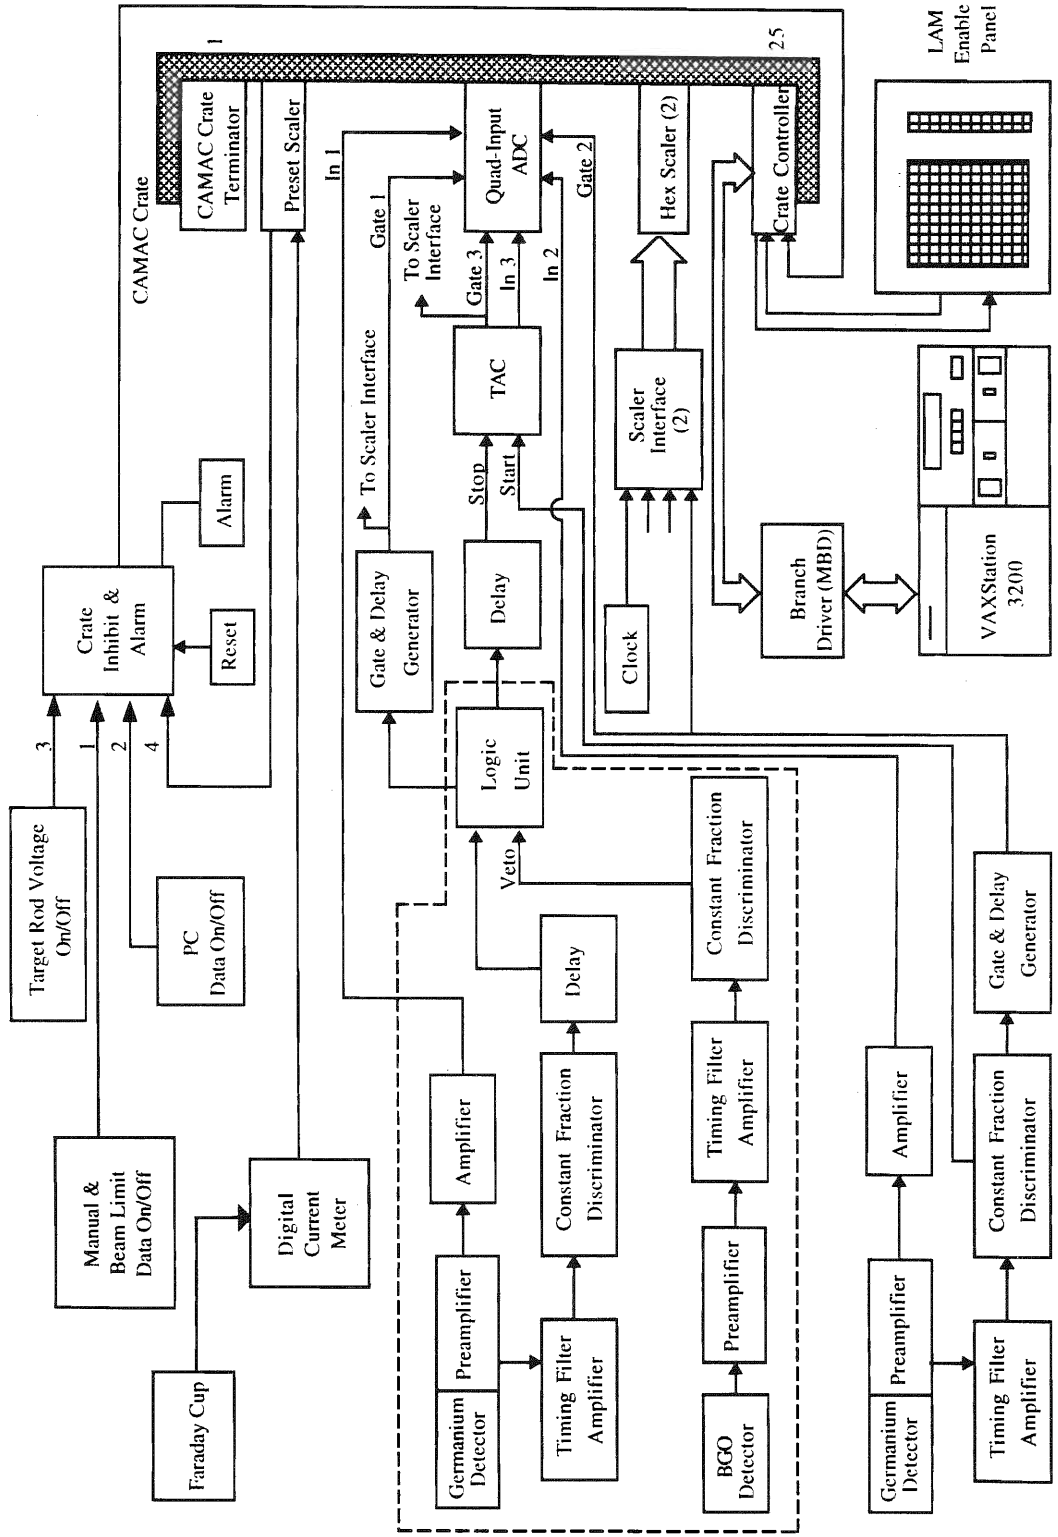 Faraday Cup
Manual &
Beam Limit
Data On/Off
Digital
Current
Meter
Target Rod Voltage
On/Off
PC
Data On/Off
3
1
2
4
Crate
Inhibit &
Alarm
Reset
Alarm
CAMAC Crate
CAMAC Crate
Terminator
Preset Scaler
1
25
Germanium
Detector
Preamplifier
Amplifier
Timing Filter
Amplifier
Constant Fraction
Discriminator
Delay
BGO
Detector
Preamplifier
Timing Filter
Amplifier
Constant Fraction
Discriminator
Veto
Logic
Unit
Gate & Delay
Generator
To Scaler Interface
Delay
Stop
Start
TAC
To Scaler
Interface
In 1
Gate 1
Gate 3
In 3
In 2
Gate 2
Quad-Input
ADC
Clock
Scaler
Interface
(2)
Hex Scaler (2)
Crate Controller
Germanium
Detector
Preamplifier
Amplifier
Timing Filter
Amplifier
Constant Fraction
Discriminator
Gate & Delay
Generator
Branch
Driver (MBD)
VAXStation
3200
LAM
Enable
Panel